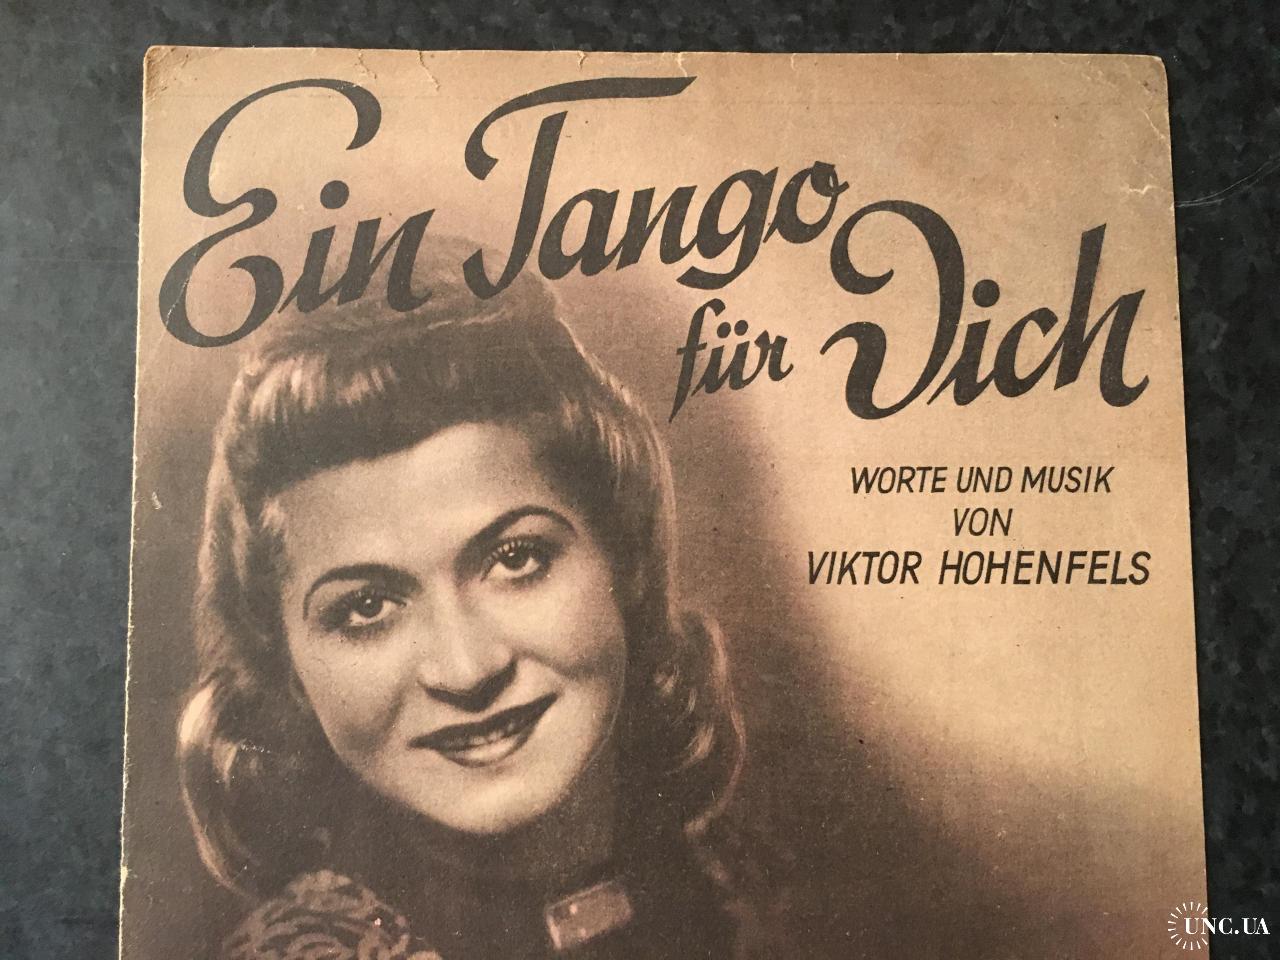 Ein Tango
für Dich
WORTE UND MUSIK
VON
VIKTOR HOHENFELS
UNC.UA